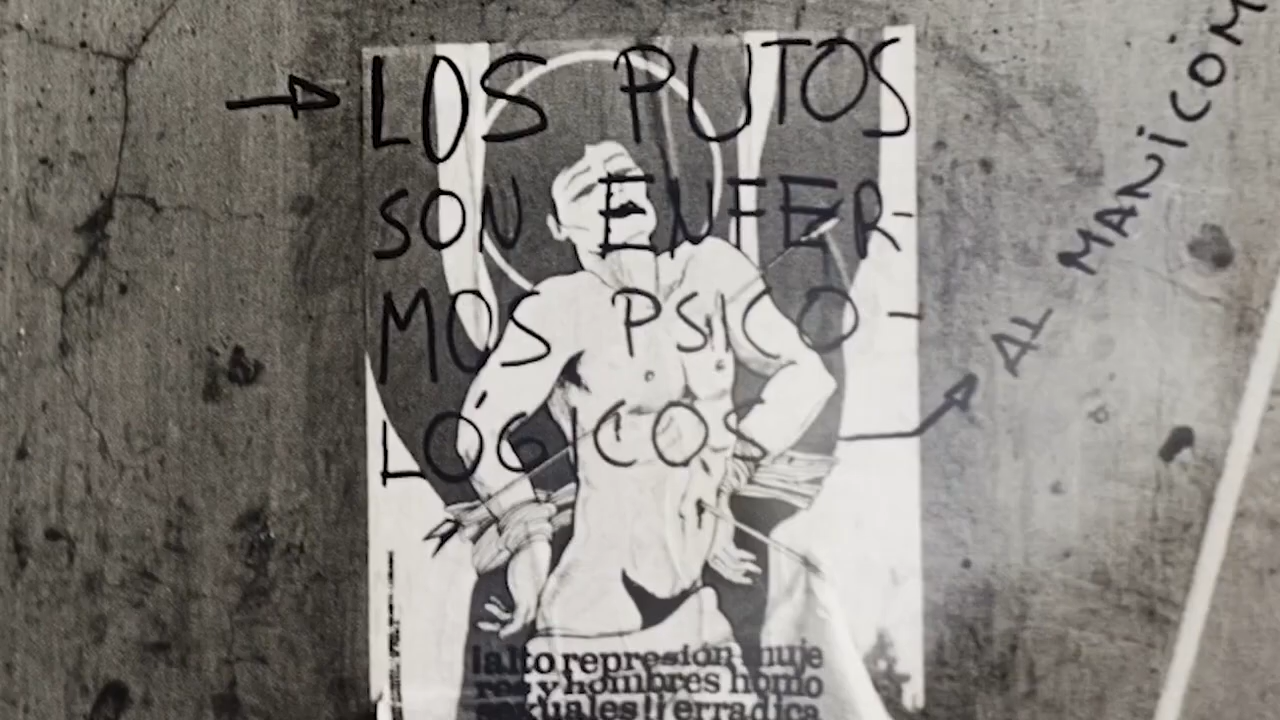 LOS PUTOS
SON ENFER-
MOS PSICO-
LÓGICOS
AL MANICOM
¡alto represión muje
res y hombres homo
sexuales!¡erradica